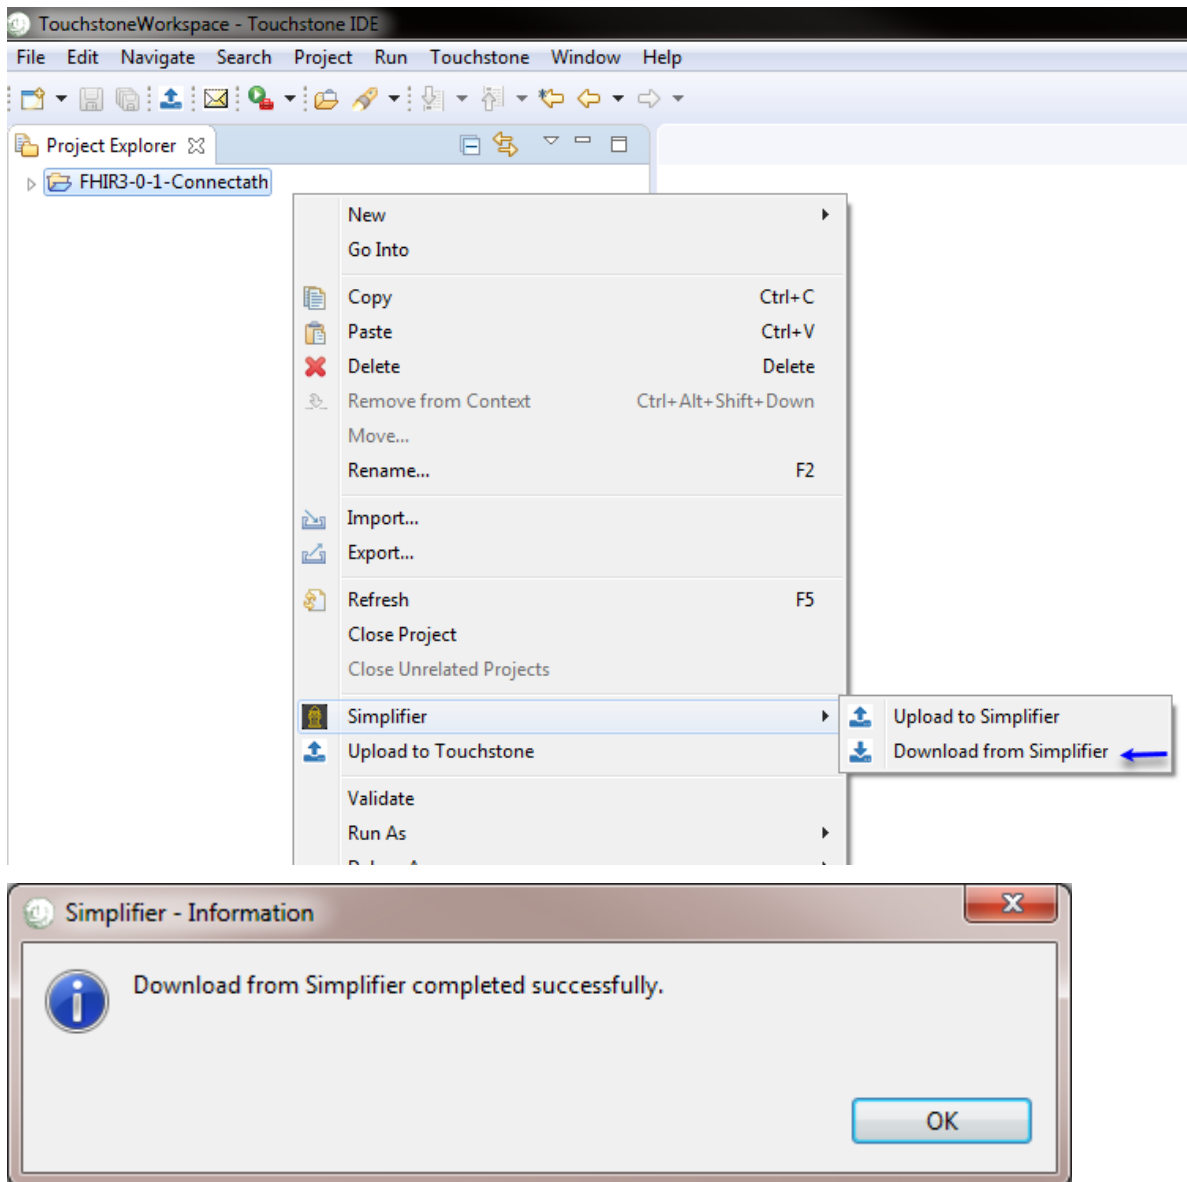 TouchstoneWorkspace - Touchstone IDE
File Edit Navigate Search Project Run Touchstone Window Help
Project Explorer
FHIR3-0-1-Connectath
New
Go Into
Copy Ctrl+C
Paste Ctrl+V
Delete Delete
Remove from Context Ctrl+Alt+Shift+Down
Move...
Rename... F2
Import...
Export...
Refresh F5
Close Project
Close Unrelated Projects
Simplifier
Upload to Simplifier
Upload to Touchstone
Download from Simplifier
Validate
Run As
Simplifier - Information
Download from Simplifier completed successfully.
OK